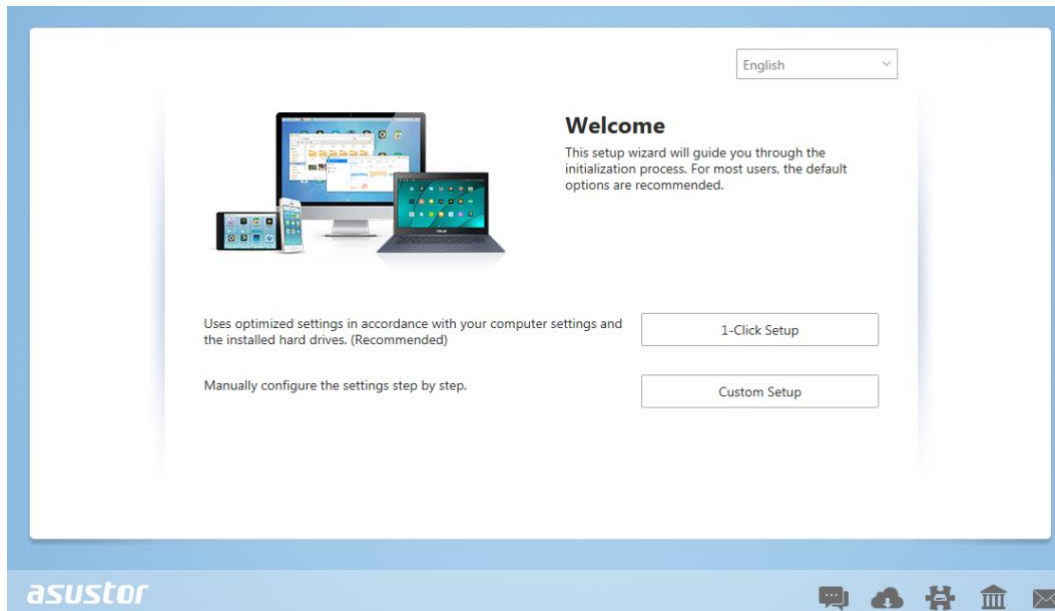 English
Welcome
This setup wizard will guide you through the
initialization process. For most users, the default
options are recommended.
Uses optimized settings in accordance with your computer settings and
the installed hard drives. (Recommended)
1-Click Setup
Manually configure the settings step by step.
Custom Setup
asustor